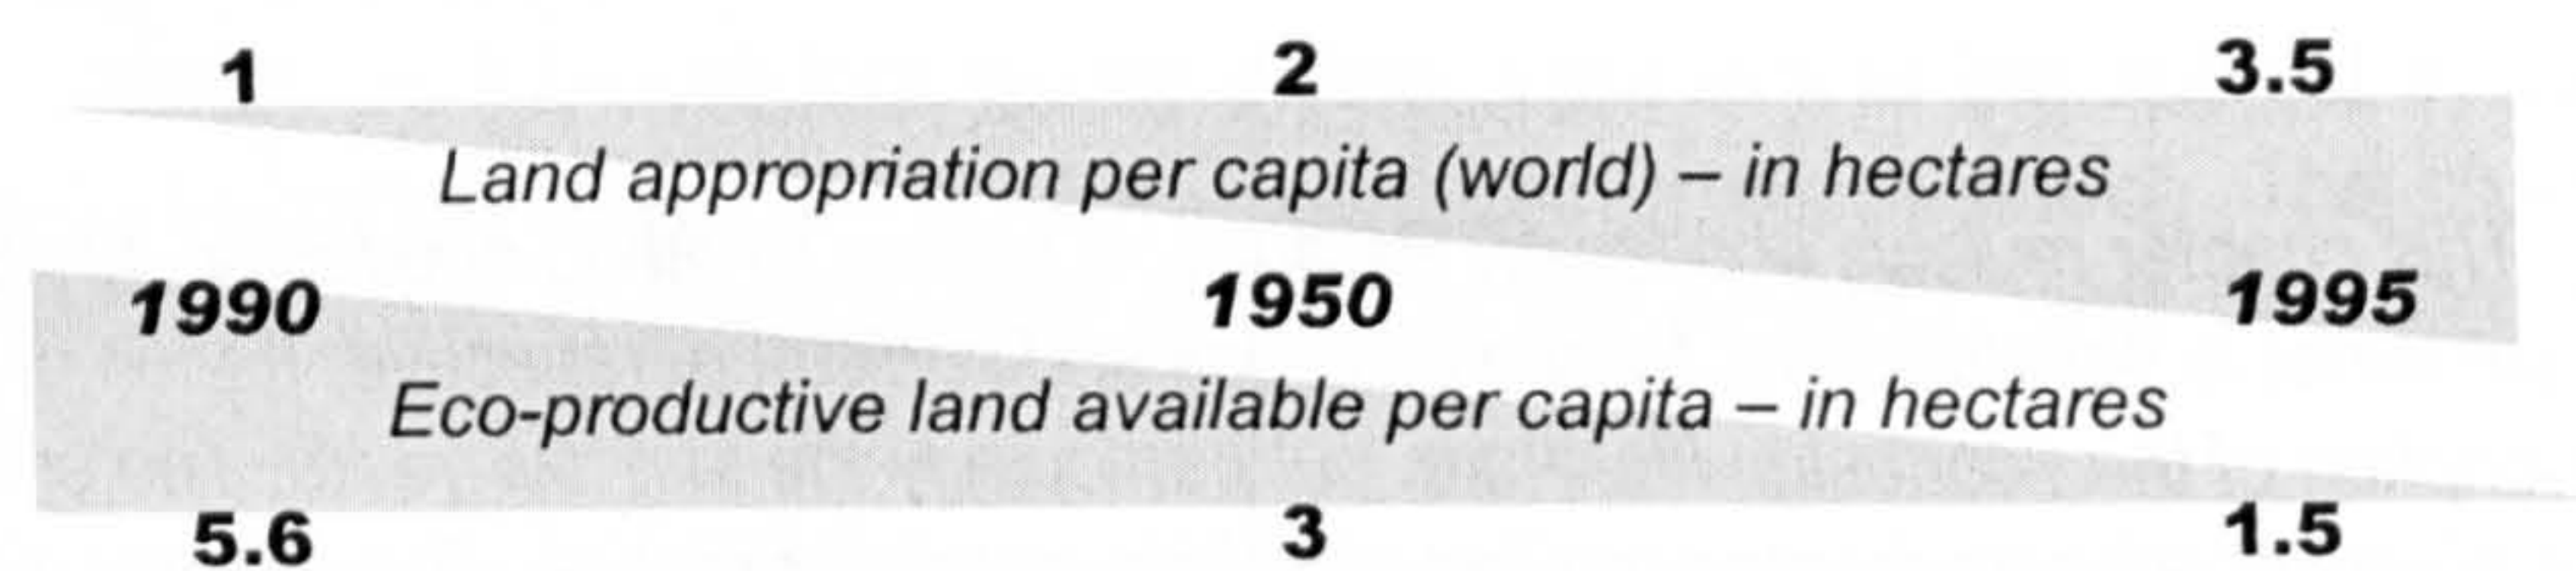 1 2 3.5
Land appropriation per capita (world) – in hectares
1990 1950 1995
Eco-productive land available per capita – in hectares
5.6 3 1.5